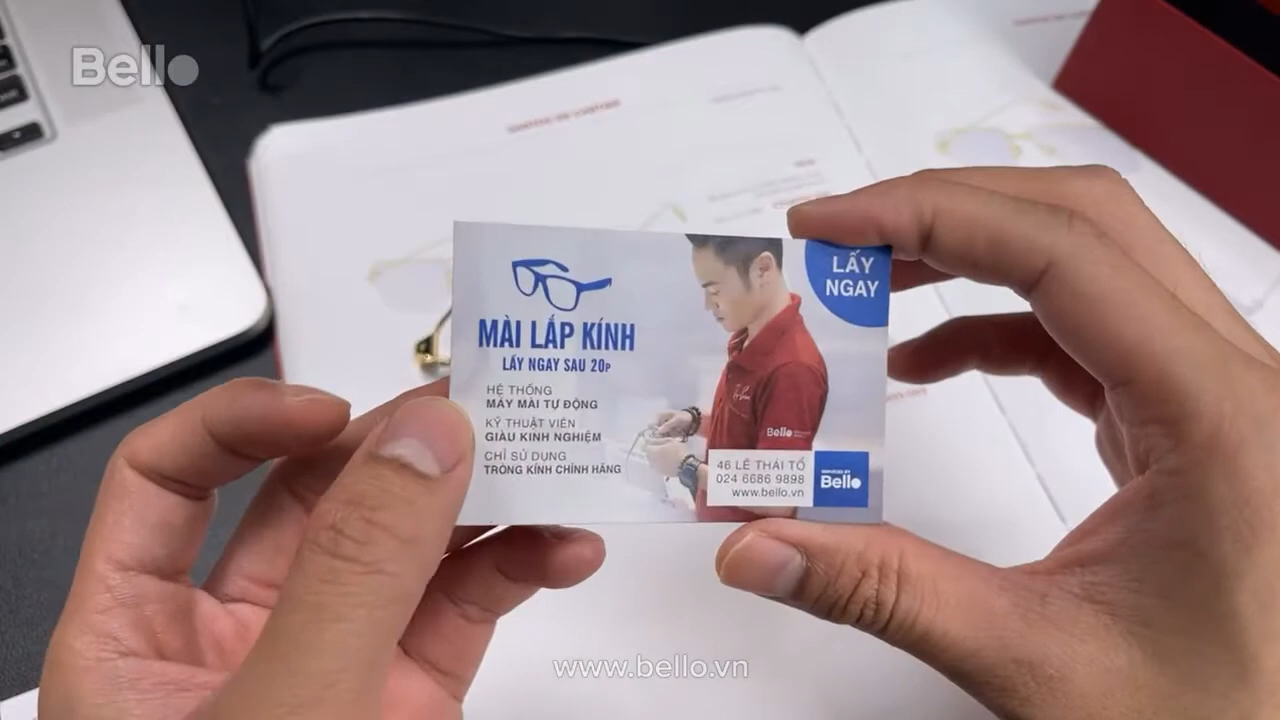 Bello
LẤY
NGAY
MÀI LẮP KÍNH
LẤY NGAY SAU 20P
HỆ THỐNG
MÁY MÀI TỰ ĐỘNG
KỸ THUẬT VIÊN
GIÀU KINH NGHIỆM
CHỈ SỬ DỤNG
TRÒNG KÍNH CHÍNH HÃNG
Bello
46 LÊ THÁI TỔ
024 6686 9898
www.bello.vn
SERVICES BY
Bello
www.bello.vn